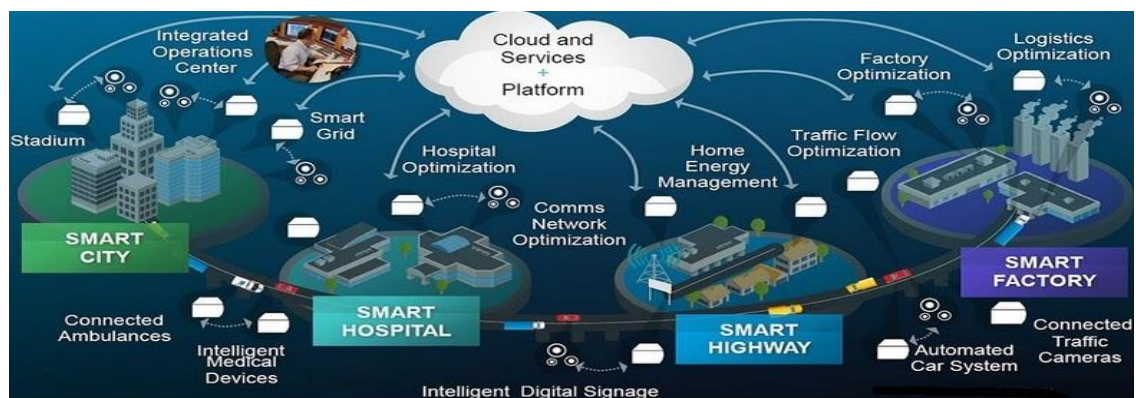 Integrated
Operations
Center
Cloud and
Services
+
Platform
Logistics
Optimization
Factory
Optimization
Stadium
Smart
Grid
Hospital
Optimization
Home
Energy
Management
Traffic Flow
Optimization
Comms
Network
Optimization
SMART
CITY
SMART
HOSPITAL
SMART
HIGHWAY
SMART
FACTORY
Connected
Ambulances
Intelligent
Medical
Devices
Intelligent Digital Signage
Automated
Car System
Connected
Traffic
Cameras